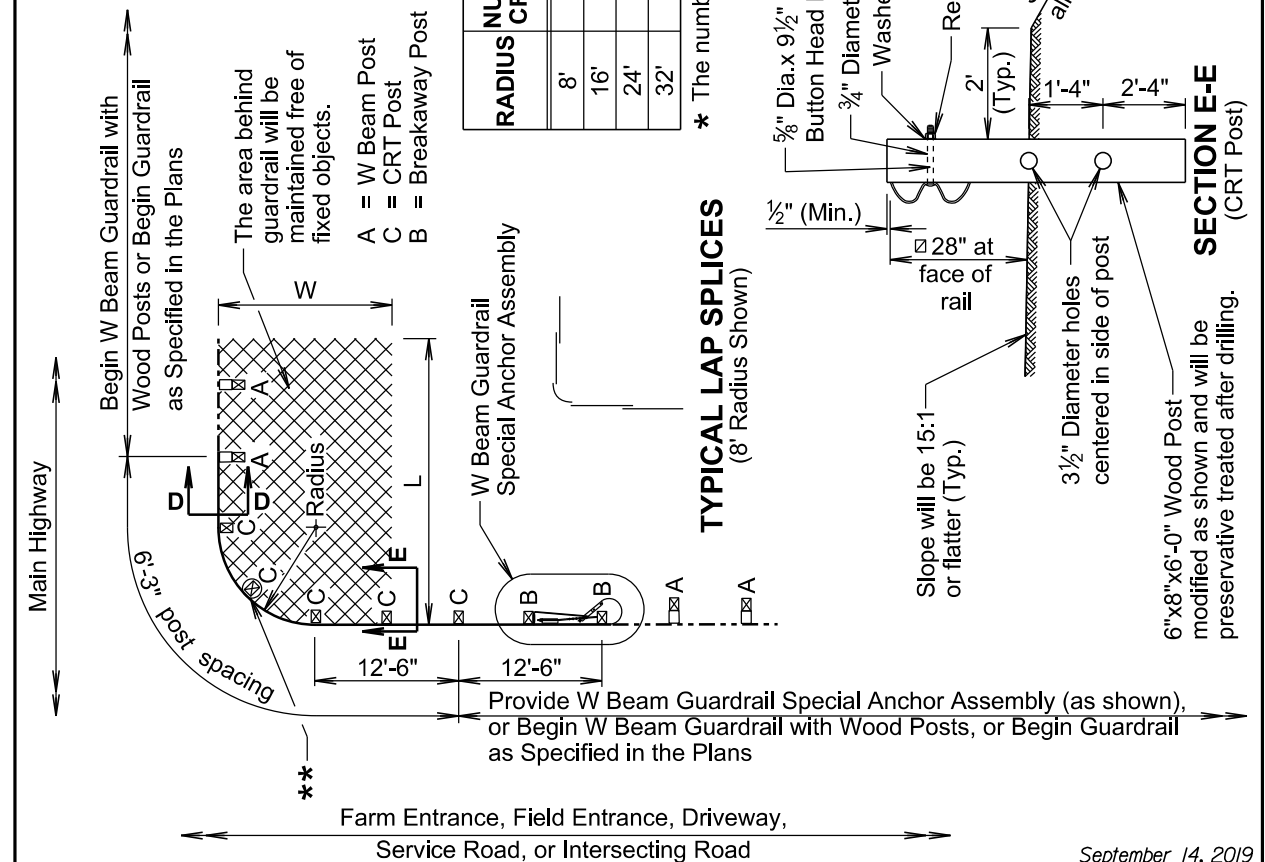 Main Highway
Begin W Beam Guardrail with
Wood Posts or Begin Guardrail
as Specified in the Plans
The area behind
guardrail will be
maintained free of
fixed objects.
A = W Beam Post
C = CRT Post
B = Breakaway Post
RADIUS
8'
16'
24'
32'
* The
W
L
A
A
D
D
C
C
Radius
6'-3" post spacing
C
C
C
E
E
B
B
A
A
12'-6"
12'-6"
**
W Beam Guardrail
Special Anchor Assembly
Provide W Beam Guardrail Special Anchor Assembly (as shown),
or Begin W Beam Guardrail with Wood Posts, or Begin Guardrail
as Specified in the Plans
Farm Entrance, Field Entrance, Driveway,
Service Road, or Intersecting Road
TYPICAL LAP SPLICES
(8' Radius Shown)
5/8" Dia.x 9 1/2"
Button Head
3/4"
2'
(Typ.)
1'-4"
2'-4"
1/2" (Min.)
28" at
face of
rail
Slope will be 15:1
or flatter (Typ.)
3 1/2" Diameter holes
centered in side of post
6"x8"x6'-0" Wood Post
modified as shown and will be
preservative treated after drilling.
SECTION E-E
(CRT Post)
September 14, 2019